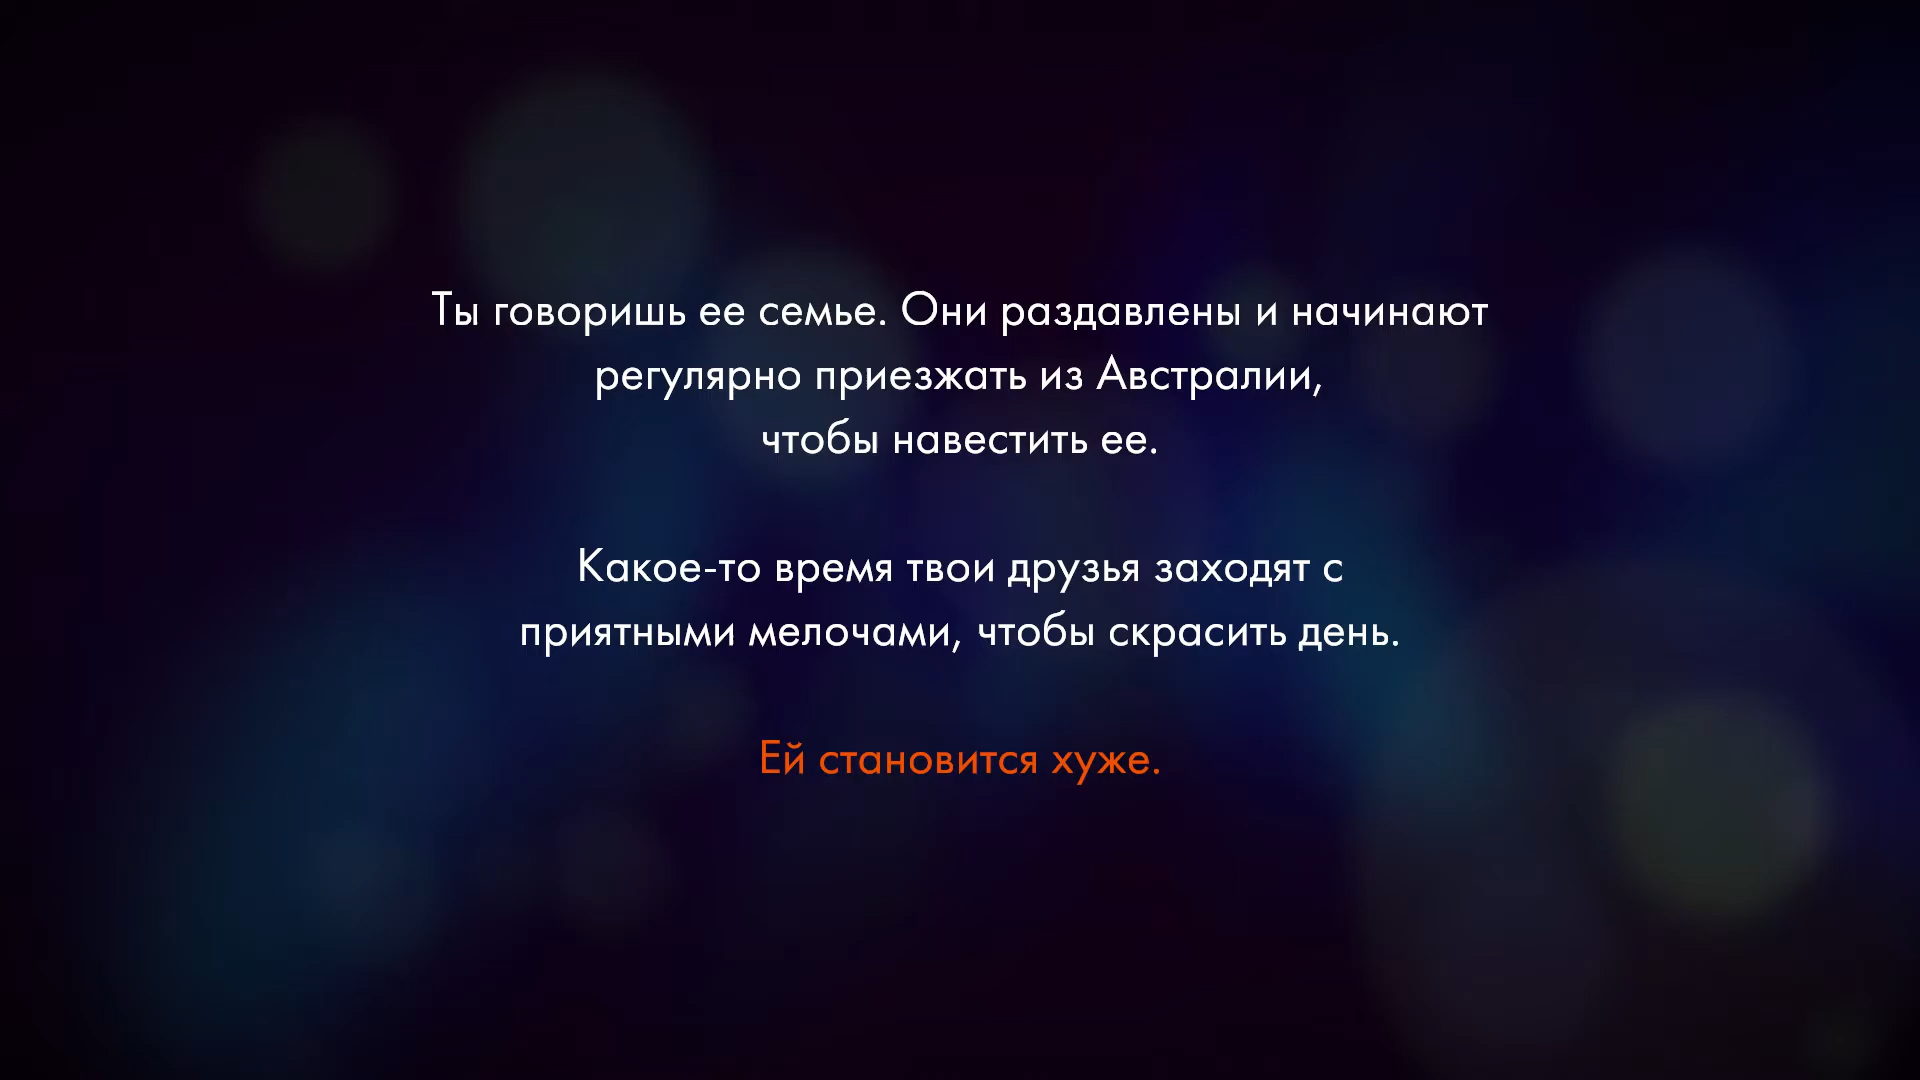 Ты говоришь ее семье. Они раздавлены и начинают
регулярно приезжать из Австралии,
чтобы навестить ее.
Какое-то время твои друзья заходят с
приятными мелочами, чтобы скрасить день.
Ей становится хуже.